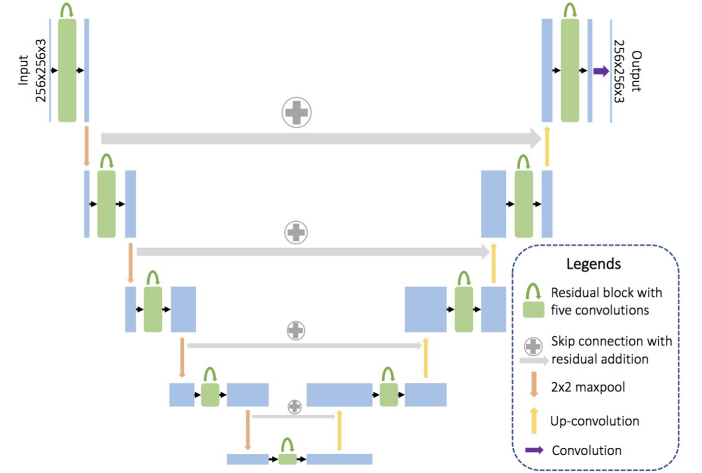 Input
256x256x3
Output
256x256x3
Legends
Residual block with
five convolutions
Skip connection with
residual addition
2x2 maxpool
Up-convolution
Convolution